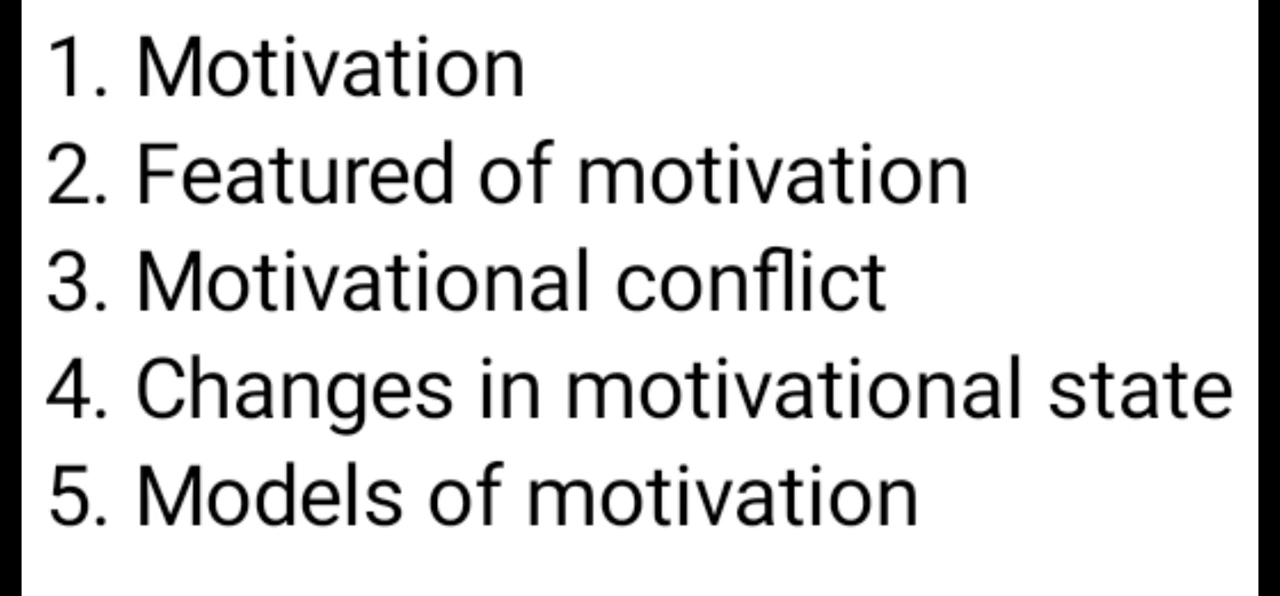 1. Motivation
2. Featured of motivation
3. Motivational conflict
4. Changes in motivational state
5. Models of motivation